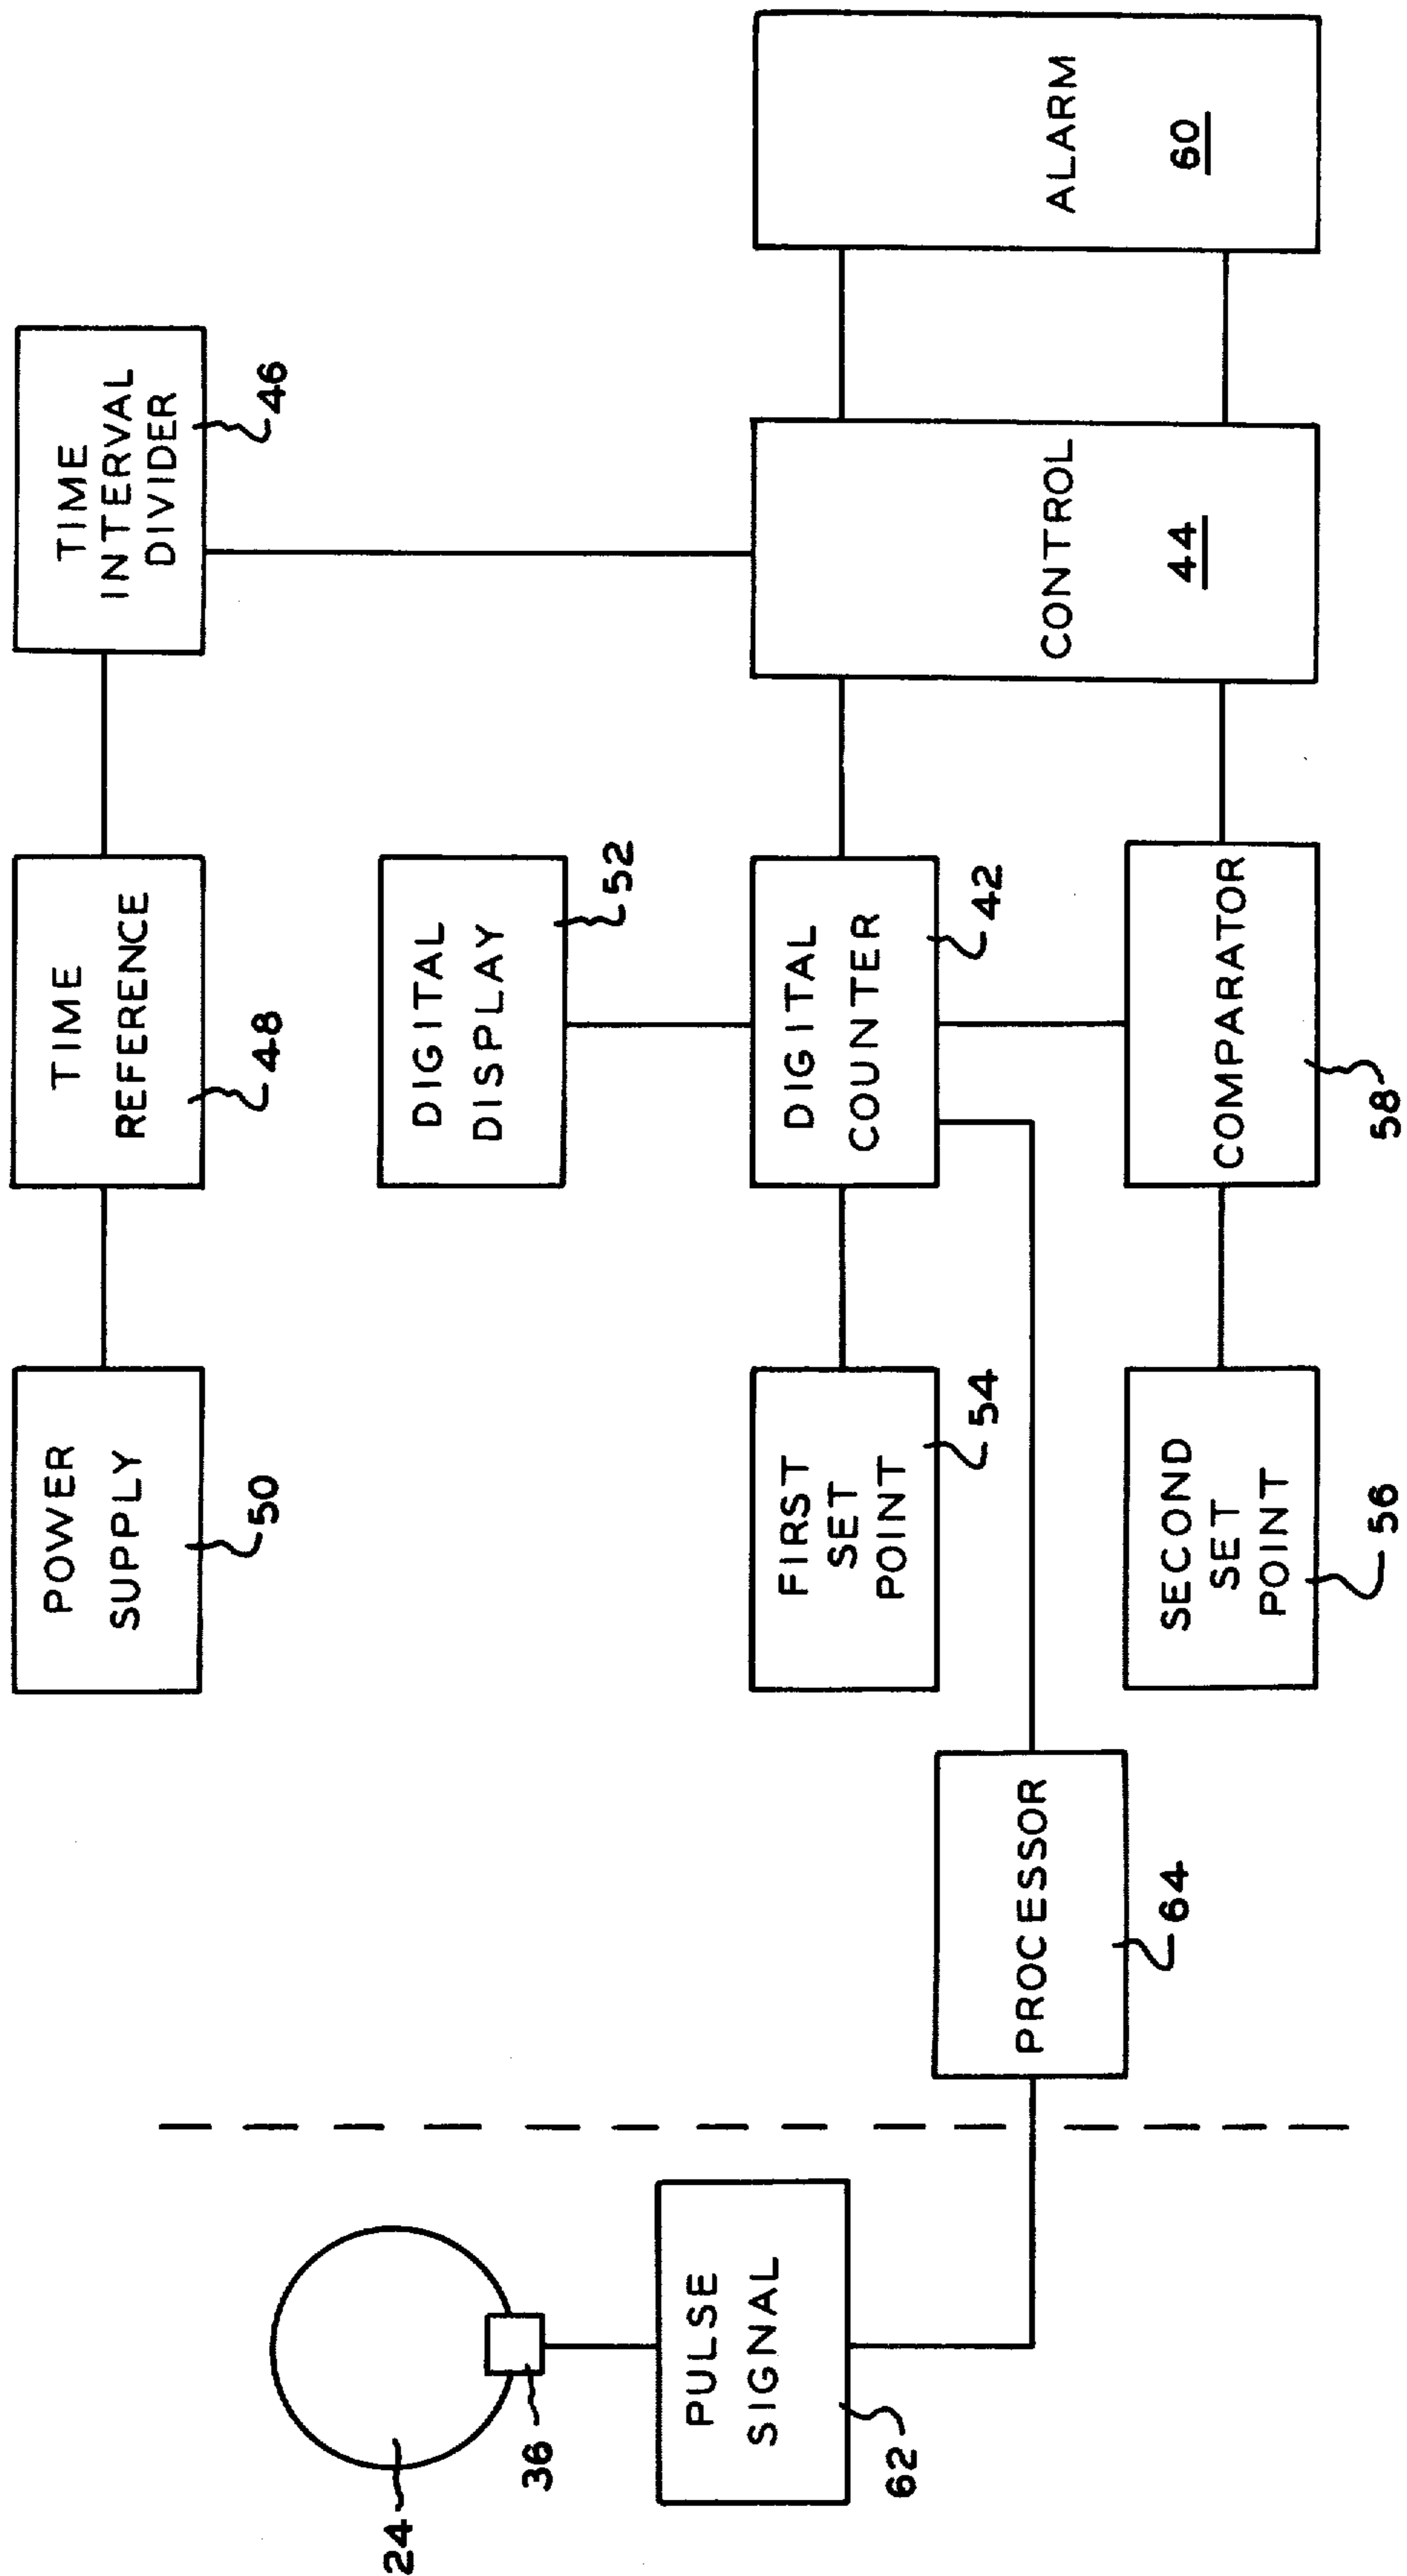 POWER
SUPPLY
50
TIME
REFERENCE
48
TIME
INTERVAL
DIVIDER
46
DIGITAL
DISPLAY
52
24
36
PULSE
SIGNAL
62
PROCESSOR
64
FIRST
SET
POINT
54
DIGITAL
COUNTER
42
CONTROL
44
ALARM
60
SECOND
SET
POINT
56
COMPARATOR
58